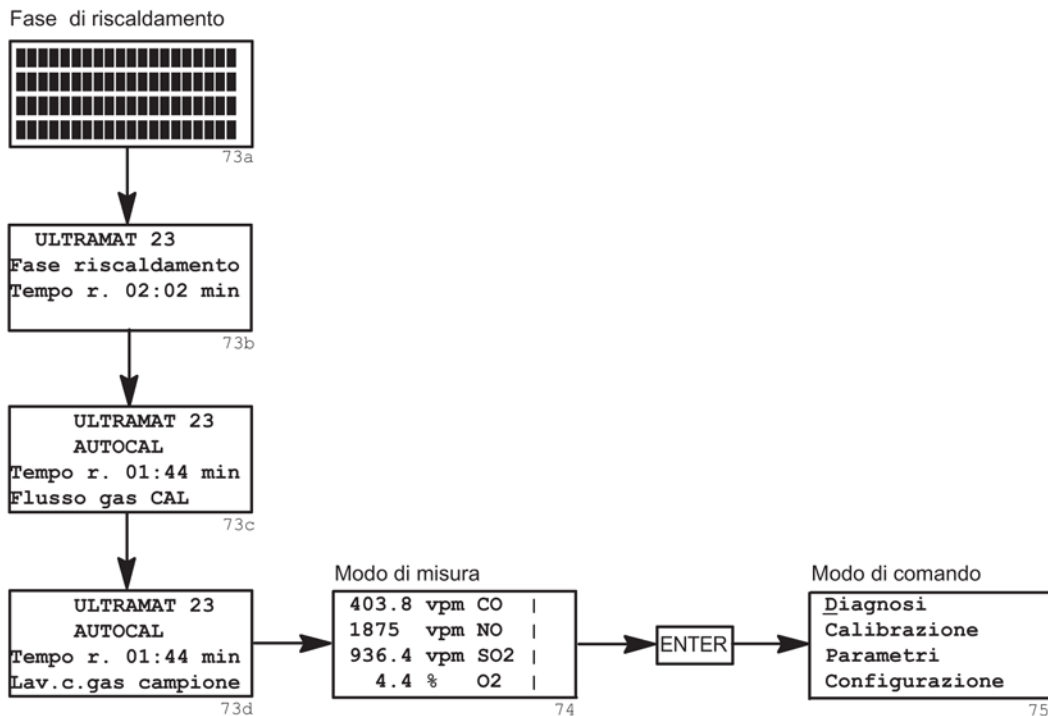 Fase di riscaldamento
73a
ULTRAMAT 23
Fase riscaldamento
Tempo r. 02:02 min
73b
ULTRAMAT 23
AUTOCAL
Tempo r. 01:44 min
Flusso gas CAL
73c
ULTRAMAT 23
AUTOCAL
Tempo r. 01:44 min
Lav.c.gas campione
73d
Modo di misura
403.8 vpm CO |
1875 vpm NO |
936.4 vpm SO2 |
4.4 % O2 |
74
ENTER
Modo di comando
Diagnosi
Calibrazione
Parametri
Configurazione
75